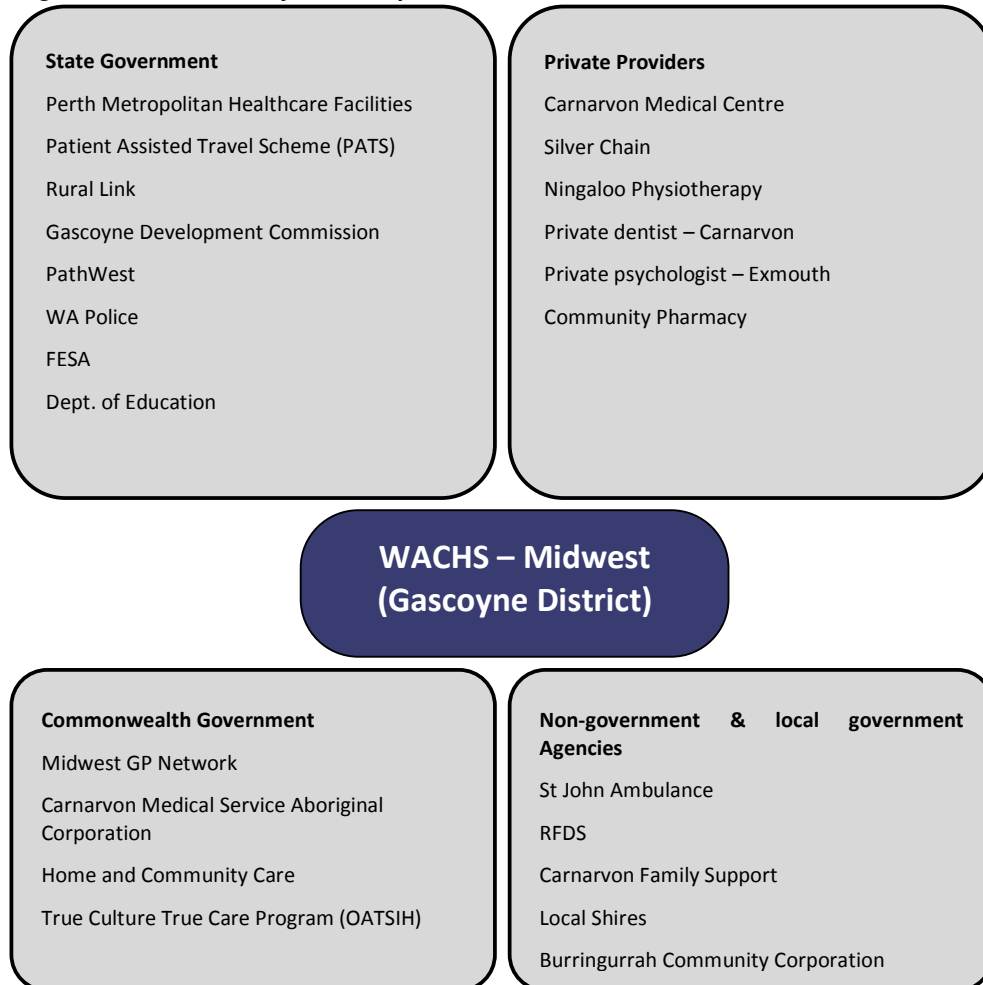 State Government
Perth Metropolitan Healthcare Facilities
Patient Assisted Travel Scheme (PATS)
Rural Link
Gascoyne Development Commission
PathWest
WA Police
FESA
Dept. of Education
Private Providers
Carnarvon Medical Centre
Silver Chain
Ningaloo Physiotherapy
Private dentist – Carnarvon
Private psychologist – Exmouth
Community Pharmacy
WACHS – Midwest
(Gascoyne District)
Commonwealth Government
Midwest GP Network
Carnarvon Medical Service Aboriginal
Corporation
Home and Community Care
True Culture True Care Program (OATSIH)
Non-government & local government
Agencies
St John Ambulance
RFDS
Carnarvon Family Support
Local Shires
Burringurrah Community Corporation